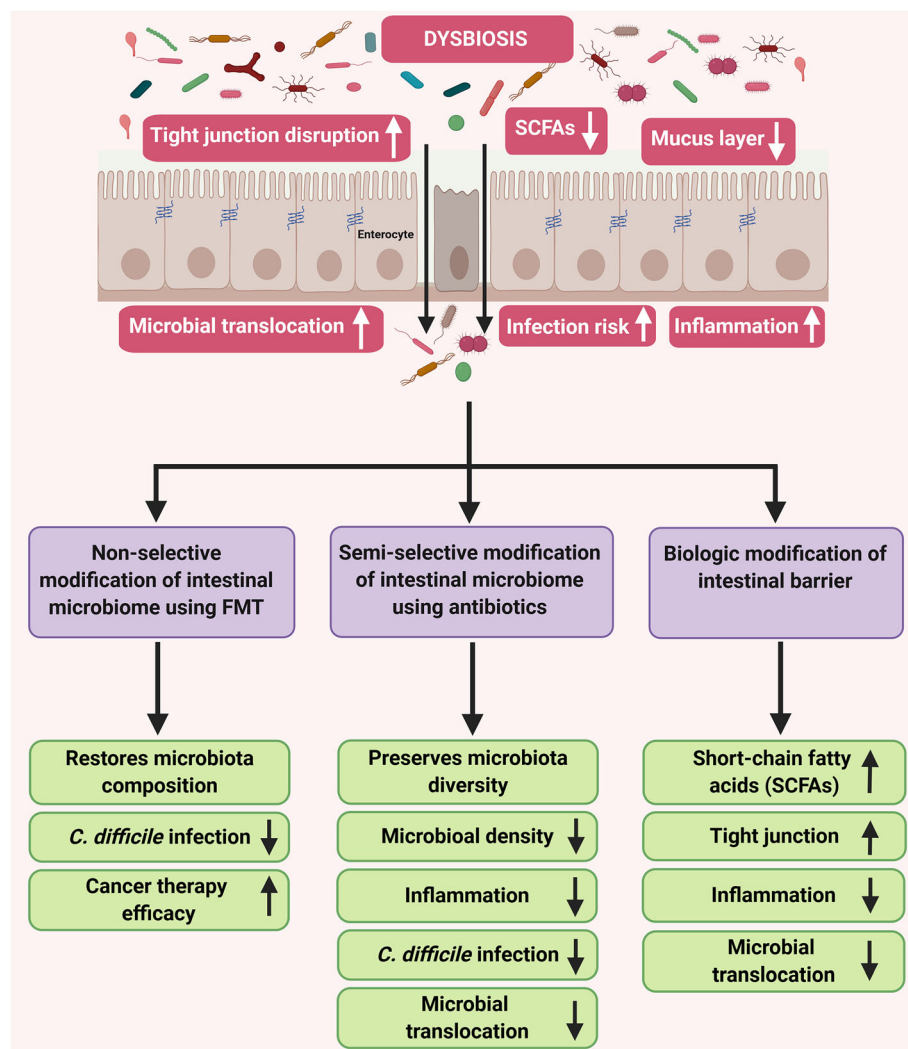 DYSBIOSIS
Tight junction disruption
SCFAs
Mucus layer
Enterocyte
Microbial translocation
Infection risk
Inflammation
Non-selective
modification of intestinal
microbiome using FMT
Semi-selective modification
of intestinal microbiome
using antibiotics
Biologic modification of
intestinal barrier
Restores microbiota
composition
C. difficile infection
Cancer therapy
efficacy
Preserves microbiota
diversity
Microbioal density
Inflammation
C. difficile infection
Microbial
translocation
Short-chain fatty
acids (SCFAs)
Tight junction
Inflammation
Microbial
translocation